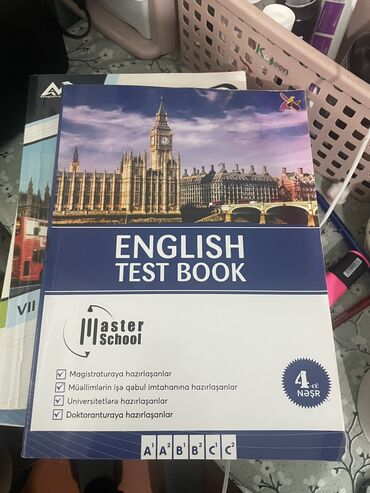 ENGLISH
TEST BOOK
Master
School
Magistraturaya hazırlaşanlar
Müəllimlərin işə qəbul imtahanına hazırlaşanlar
Universitetlərə hazırlaşanlar
Doktoranturaya hazırlaşanlar
4-cü
NƏŞR
A¹ A² B¹ B² C¹ C²
VII